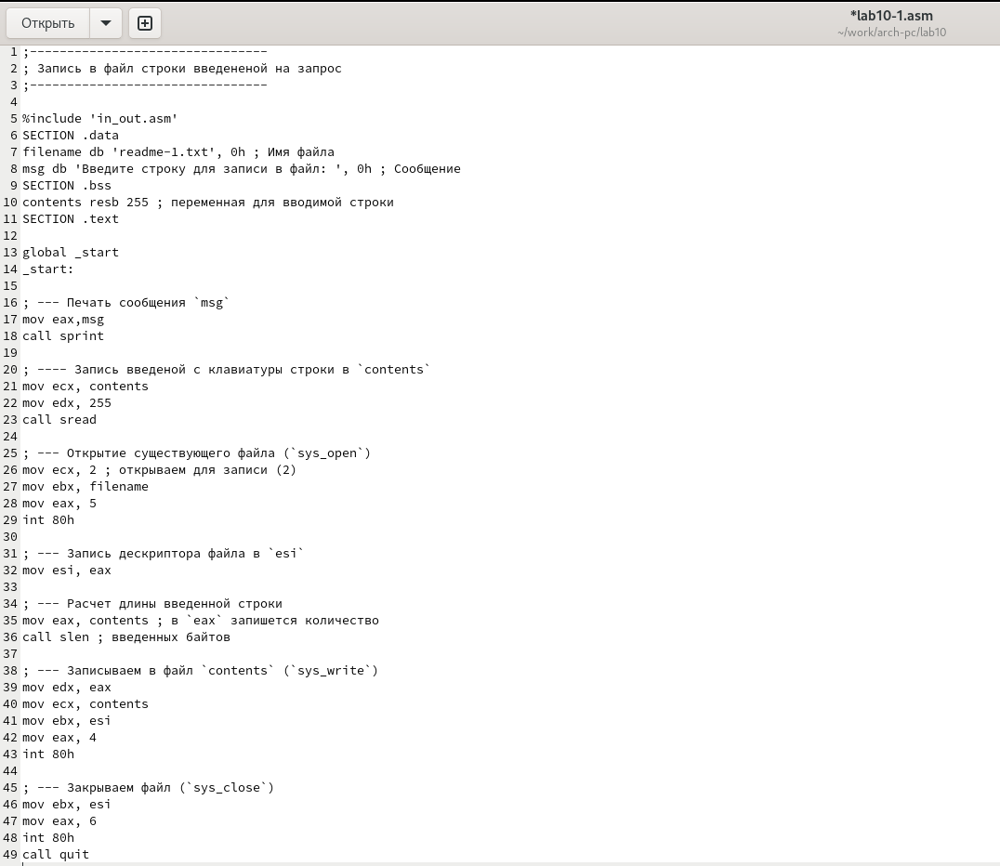 Открыть
*lab10-1.asm
~/work/arch-pc/lab10
1 ;--------------------------------
2 ; Запись в файл строки введененой на запрос
3 ;--------------------------------
4
5 %include 'in_out.asm'
6 SECTION .data
7 filename db 'readme-1.txt', 0h ; Имя файла
8 msg db 'Введите строку для записи в файл: ', 0h ; Сообщение
9 SECTION .bss
10 contents resb 255 ; переменная для вводимой строки
11 SECTION .text
12
13 global _start
14 _start:
15
16 ; --- Печать сообщения `msg`
17 mov eax,msg
18 call sprint
19
20 ; ---- Запись введеной с клавиатуры строки в `contents`
21 mov ecx, contents
22 mov edx, 255
23 call sread
24
25 ; --- Открытие существующего файла (`sys_open`)
26 mov ecx, 2 ; открываем для записи (2)
27 mov ebx, filename
28 mov eax, 5
29 int 80h
30
31 ; --- Запись дескриптора файла в `esi`
32 mov esi, eax
33
34 ; --- Расчет длины введенной строки
35 mov eax, contents ; в `eax` запишется количество
36 call slen ; введенных байтов
37
38 ; --- Записываем в файл `contents` (`sys_write`)
39 mov edx, eax
40 mov ecx, contents
41 mov ebx, esi
42 mov eax, 4
43 int 80h
44
45 ; --- Закрываем файл (`sys_close`)
46 mov ebx, esi
47 mov eax, 6
48 int 80h
49 call quit